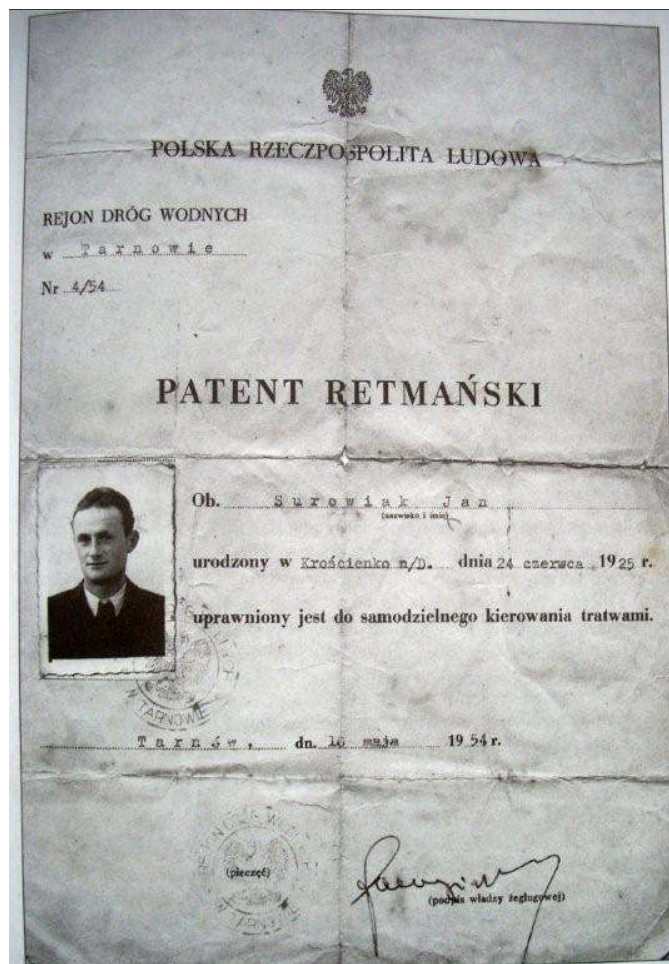 POLSKA RZECZPOSPOLITA LUDOWA
REJON DRÓG WODNYCH
w Tarnowie
Nr 4/54
PATENT RETMAŃSKI
Ob. Surowiak Jan
(nazwisko i imię)
urodzony w Krościenko n/D. dnia 24 czerwca 1925 r.
uprawniony jest do samodzielnego kierowania tratwami.
W TARNOWIE
Tarnów, dn. 10 maja 1954 r.
(pieczęć)
(podpis władzy żeglugowej)